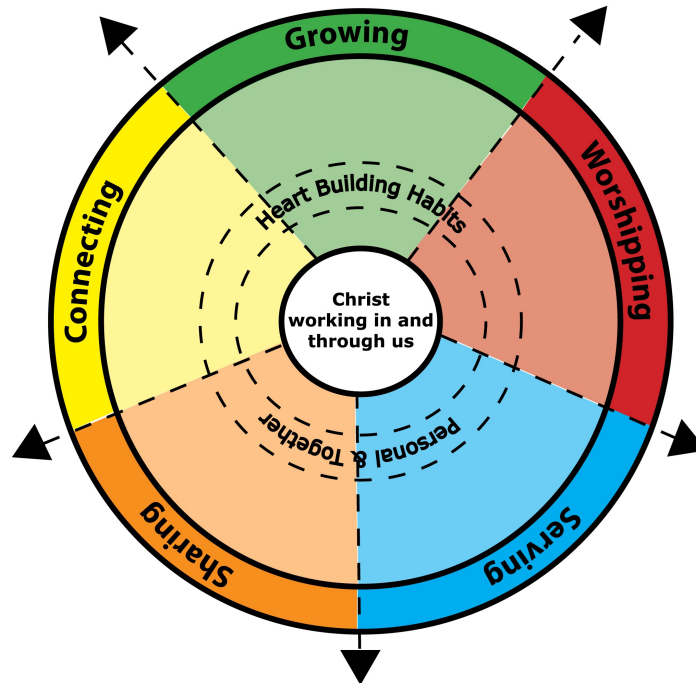 Growing
Worshipping
Serving
Sharing
Connecting
Heart Building Habits
Personal & Together
Christ
working in and
through us